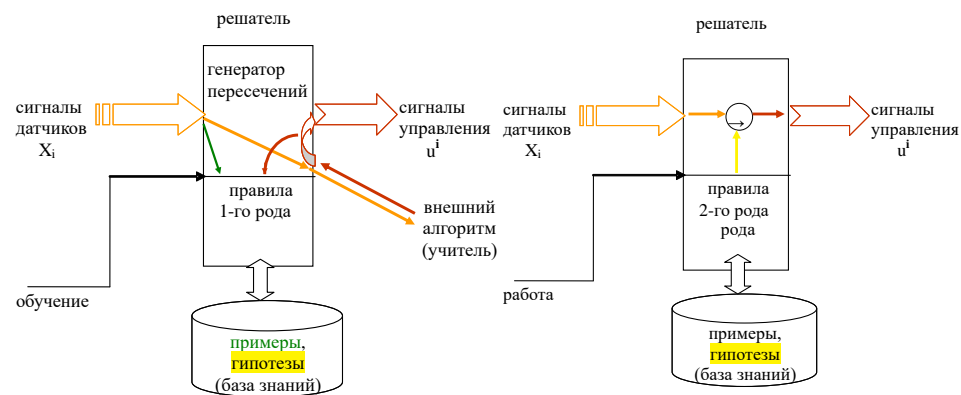 решатель
генератор
пересечений
сигналы
датчиков
Xi
сигналы
управления
uⁱ
правила
1-го рода
внешний
алгоритм
(учитель)
обучение
примеры,
гипотезы
(база знаний)
решатель
сигналы
датчиков
Xi
→
сигналы
управления
uⁱ
правила
2-го рода
рода
работа
примеры,
гипотезы
(база знаний)